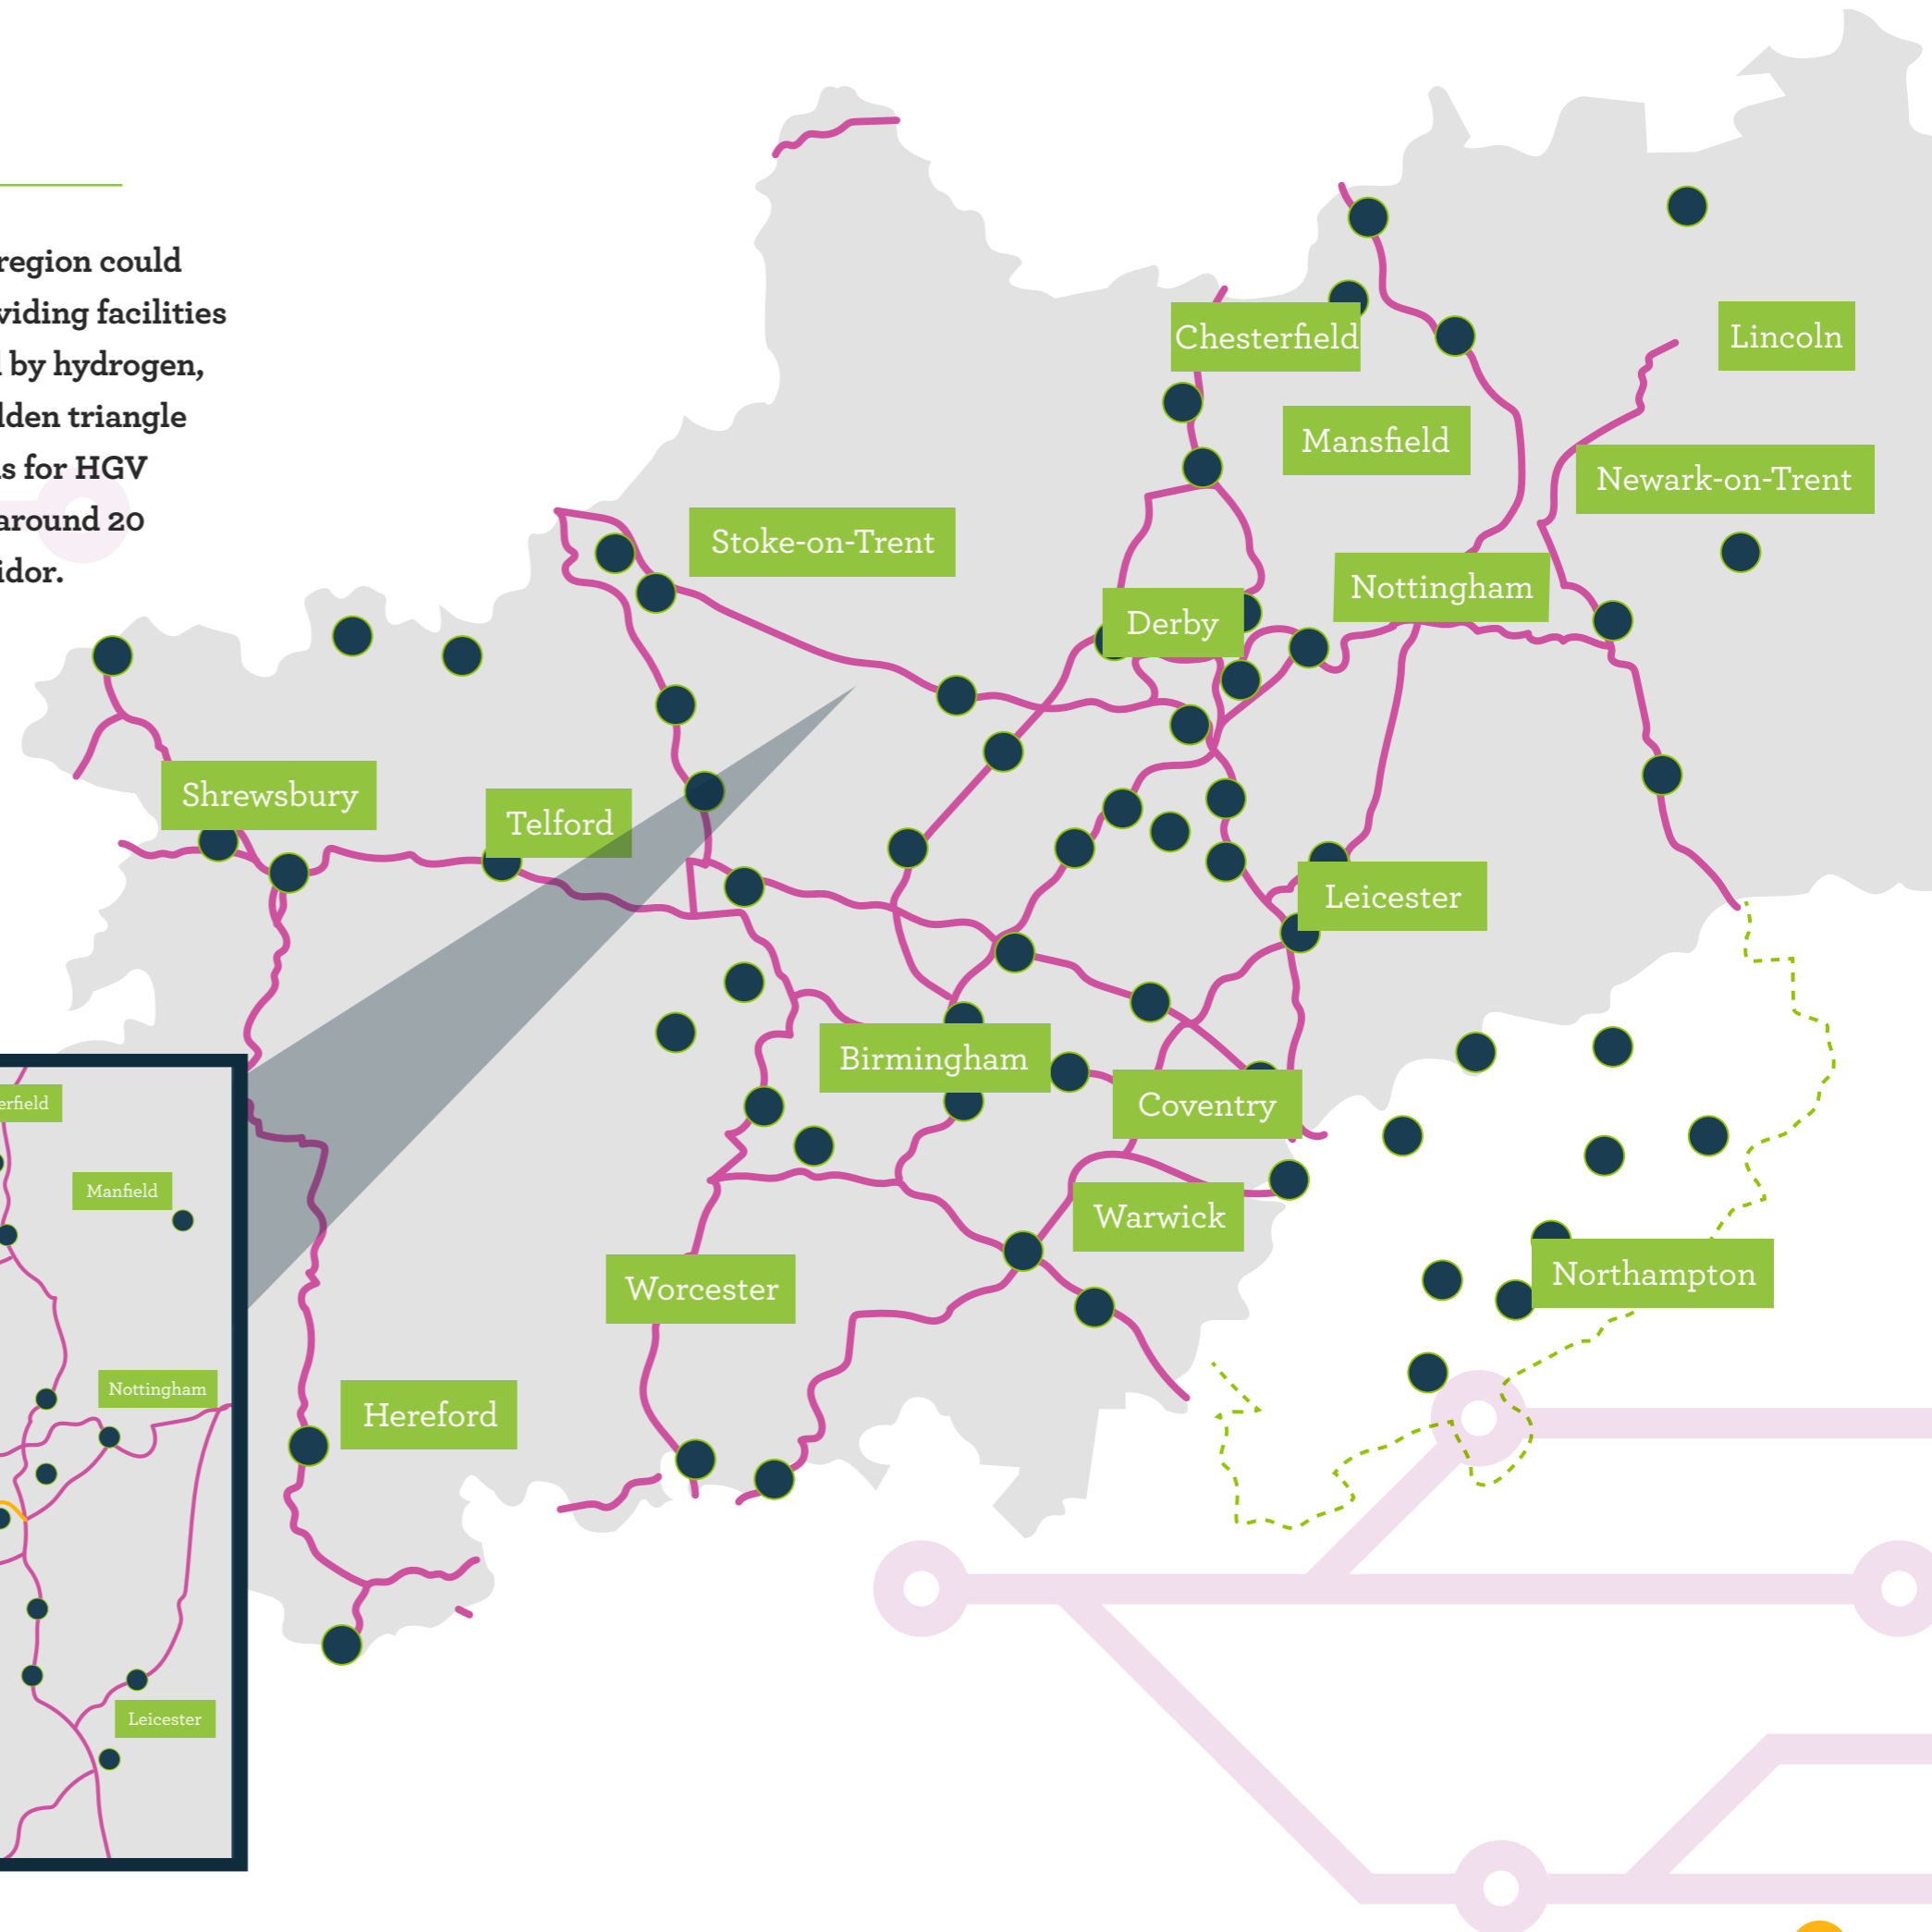 region could
viding facilities
by hydrogen,
lden triangle
s for HGV
around 20
idor.
Chesterfield
Lincoln
Mansfield
Newark-on-Trent
Stoke-on-Trent
Nottingham
Derby
Shrewsbury
Telford
Leicester
Birmingham
Coventry
Warwick
Worcester
Northampton
Hereford
erfield
Manfield
Nottingham
Leicester